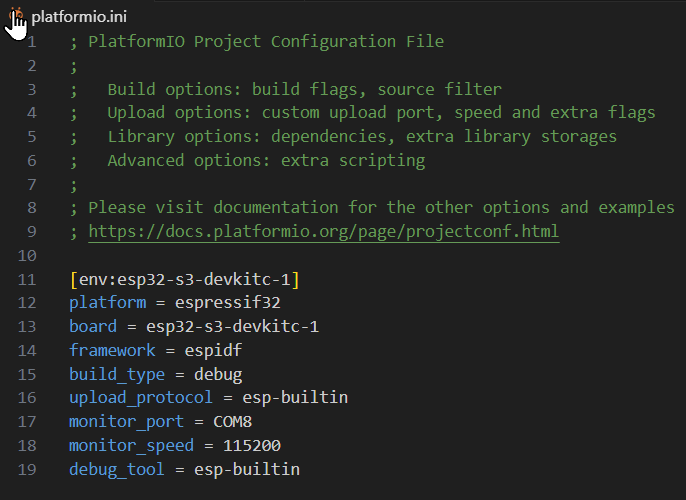 platformio.ini
1 ; PlatformIO Project Configuration File
2 ;
3 ;   Build options: build flags, source filter
4 ;   Upload options: custom upload port, speed and extra flags
5 ;   Library options: dependencies, extra library storages
6 ;   Advanced options: extra scripting
7 ;
8 ; Please visit documentation for the other options and examples
9 ; https://docs.platformio.org/page/projectconf.html
10
11 [env:esp32-s3-devkitc-1]
12 platform = espressif32
13 board = esp32-s3-devkitc-1
14 framework = espidf
15 build_type = debug
16 upload_protocol = esp-builtin
17 monitor_port = COM8
18 monitor_speed = 115200
19 debug_tool = esp-builtin